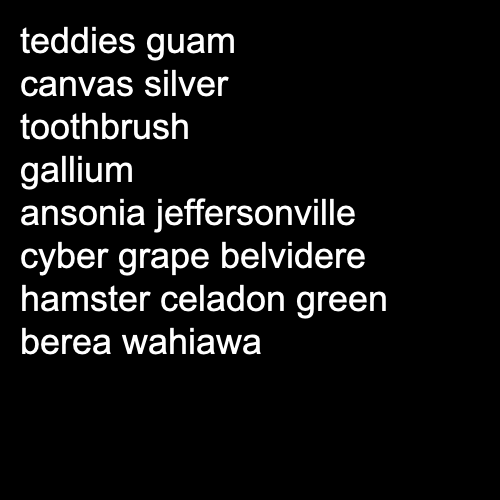 teddies guam
canvas silver
toothbrush
gallium
ansonia jeffersonville
cyber grape belvidere
hamster celadon green
berea wahiawa